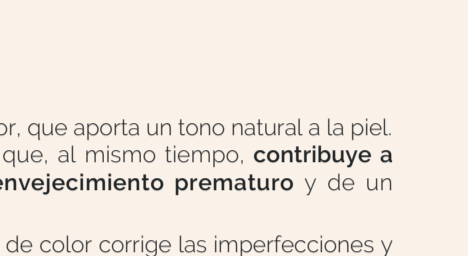 or, que aporta un tono natural a la piel.
que, al mismo tiempo, contribuye a
envejecimiento prematuro y de un
de color corrige las imperfecciones y